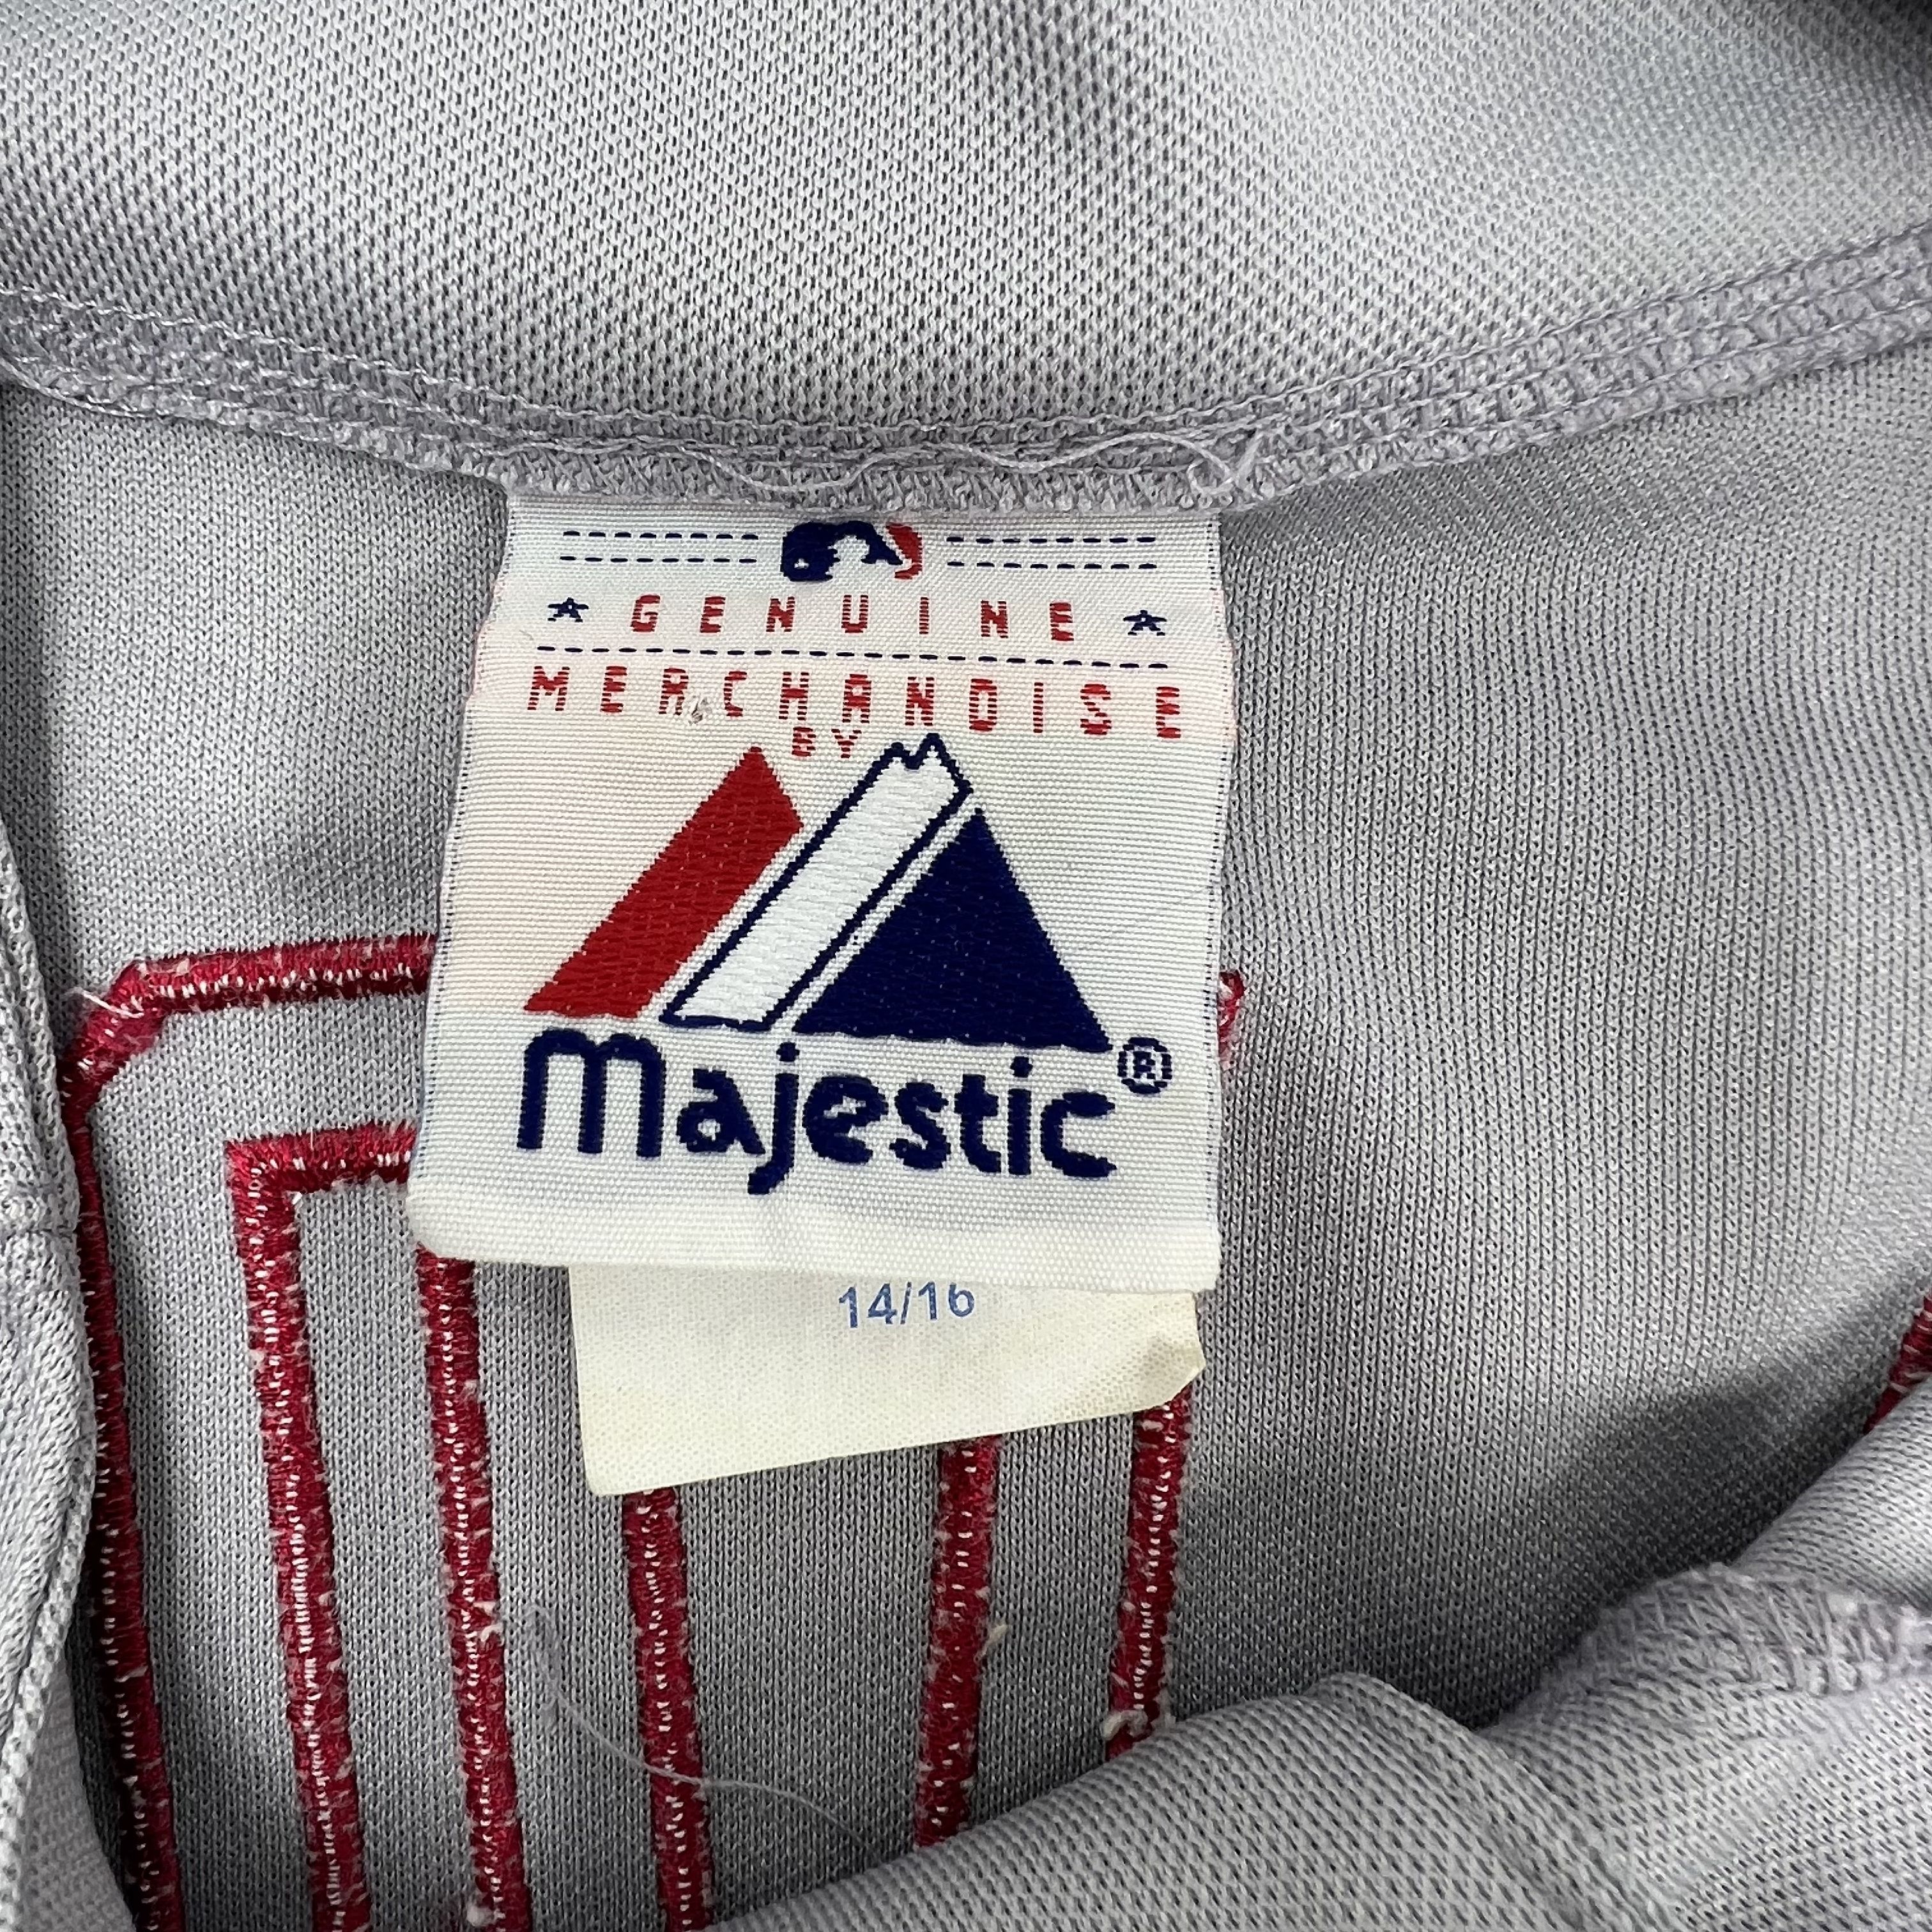 GENUINE
MERCHANDISE
BY
majestic®
14/16